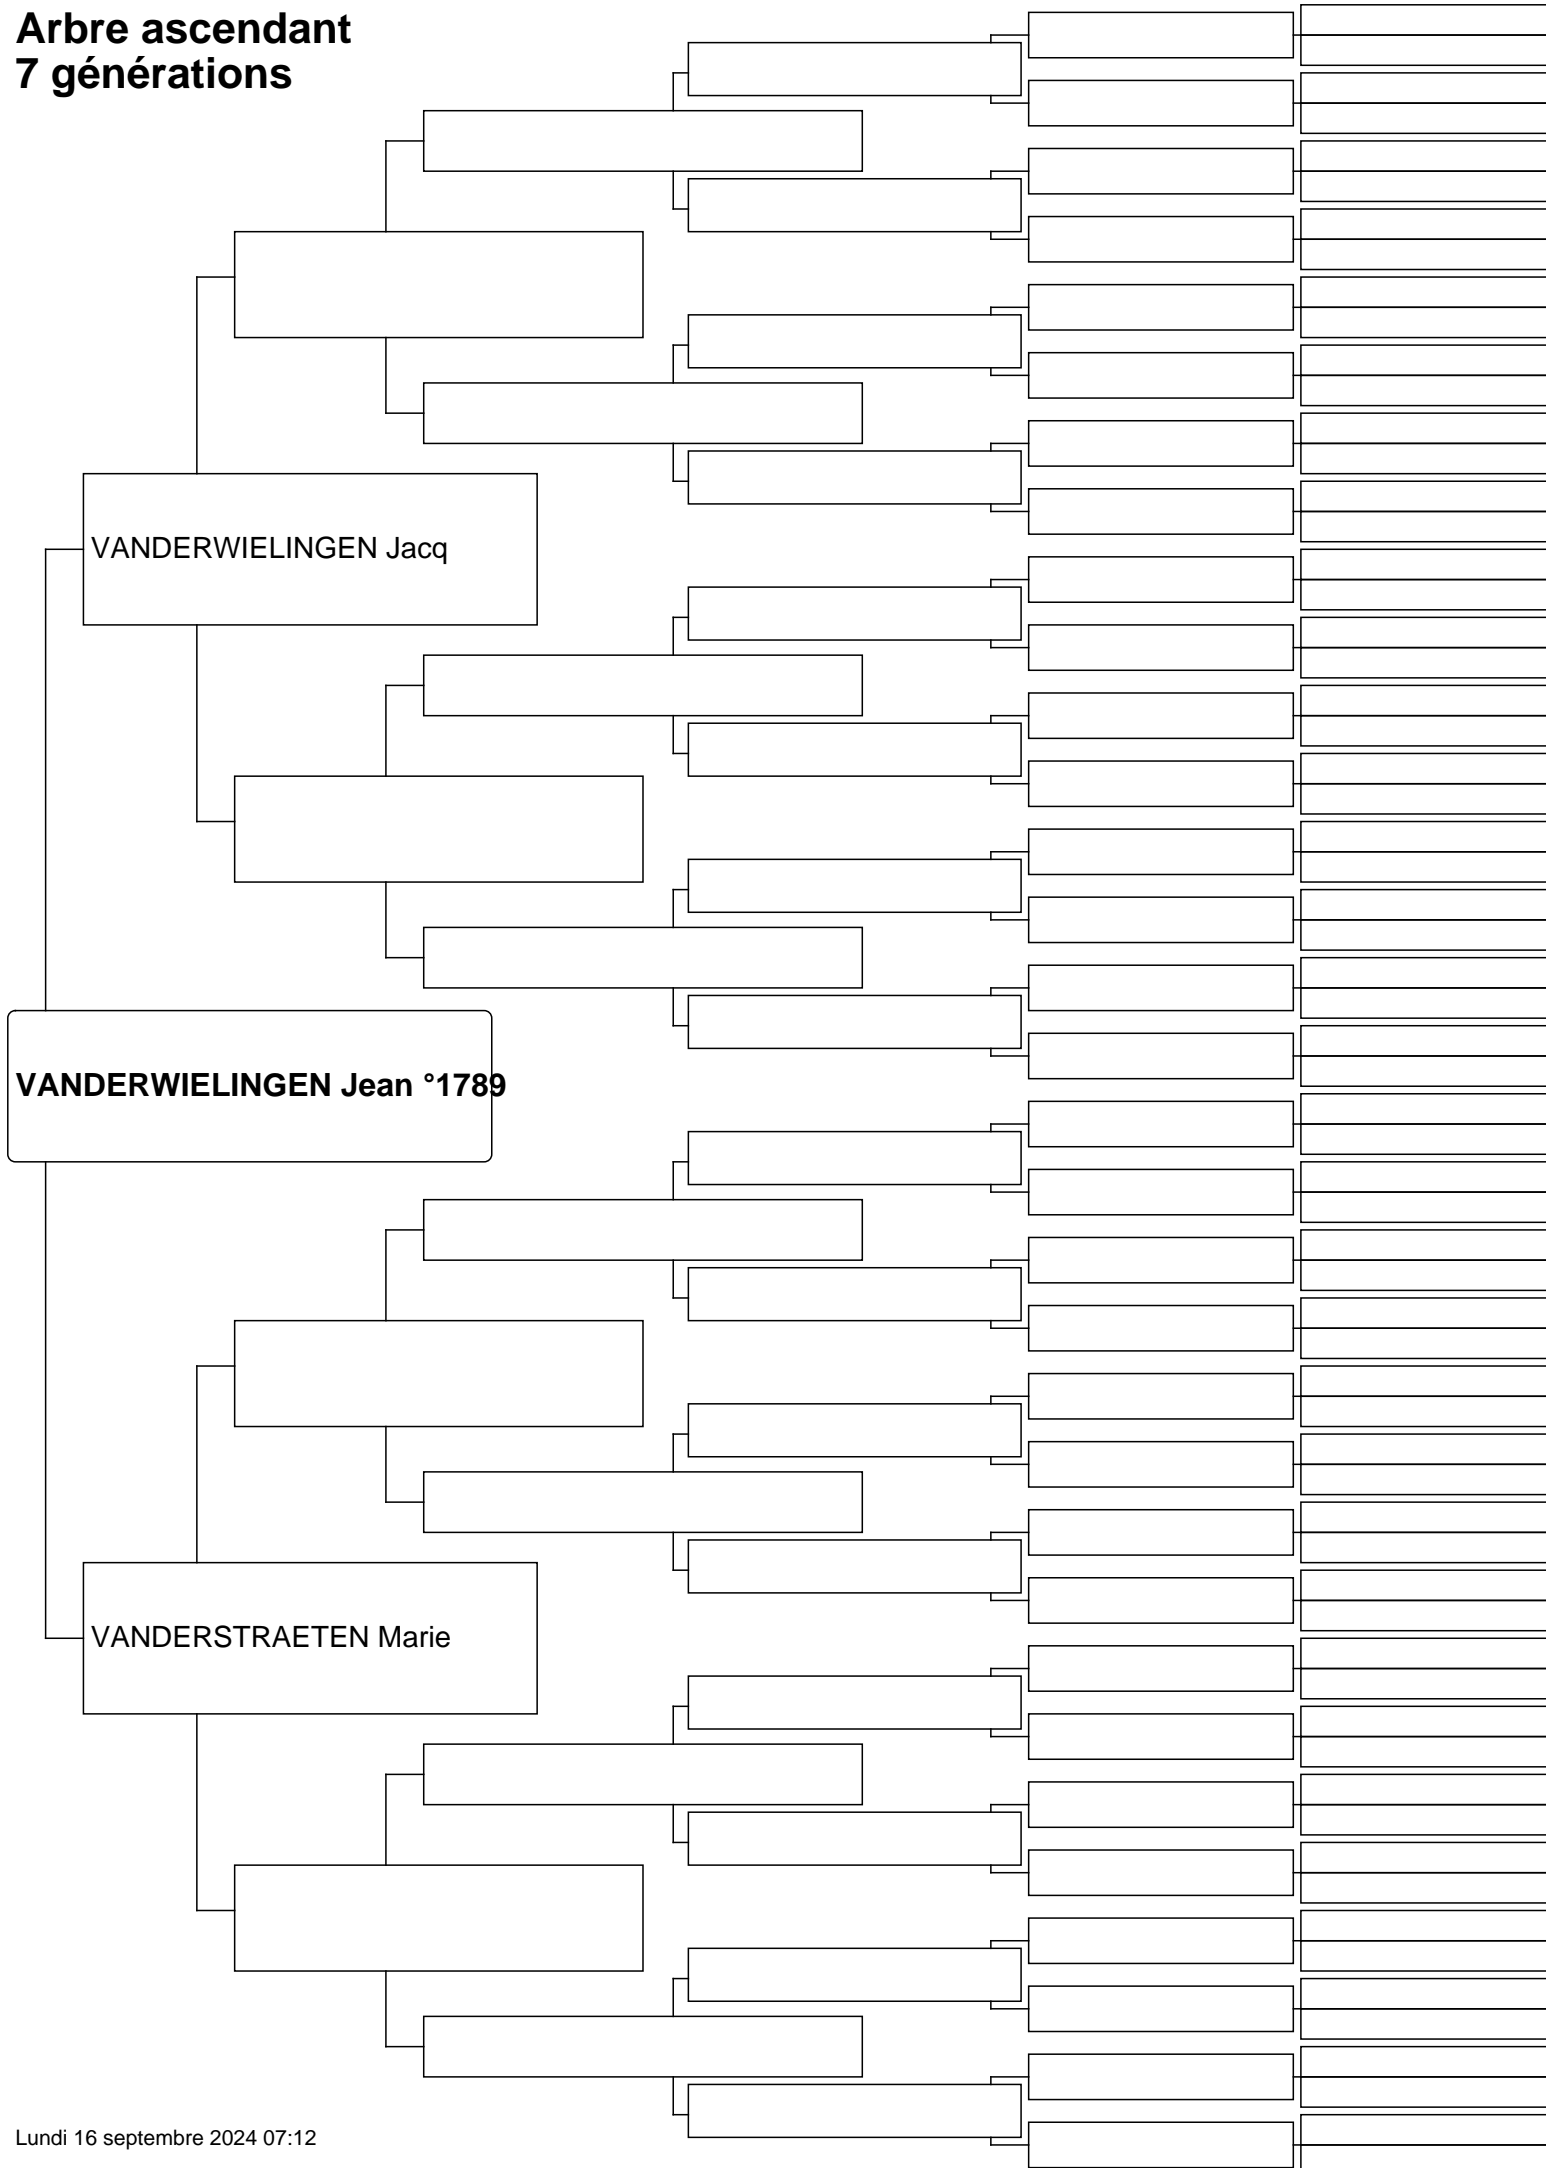 Arbre ascendant
7 générations
VANDERWIELINGEN Jacq
VANDERWIELINGEN Jean °1789
VANDERSTRAETEN Marie
Lundi 16 septembre 2024 07:12